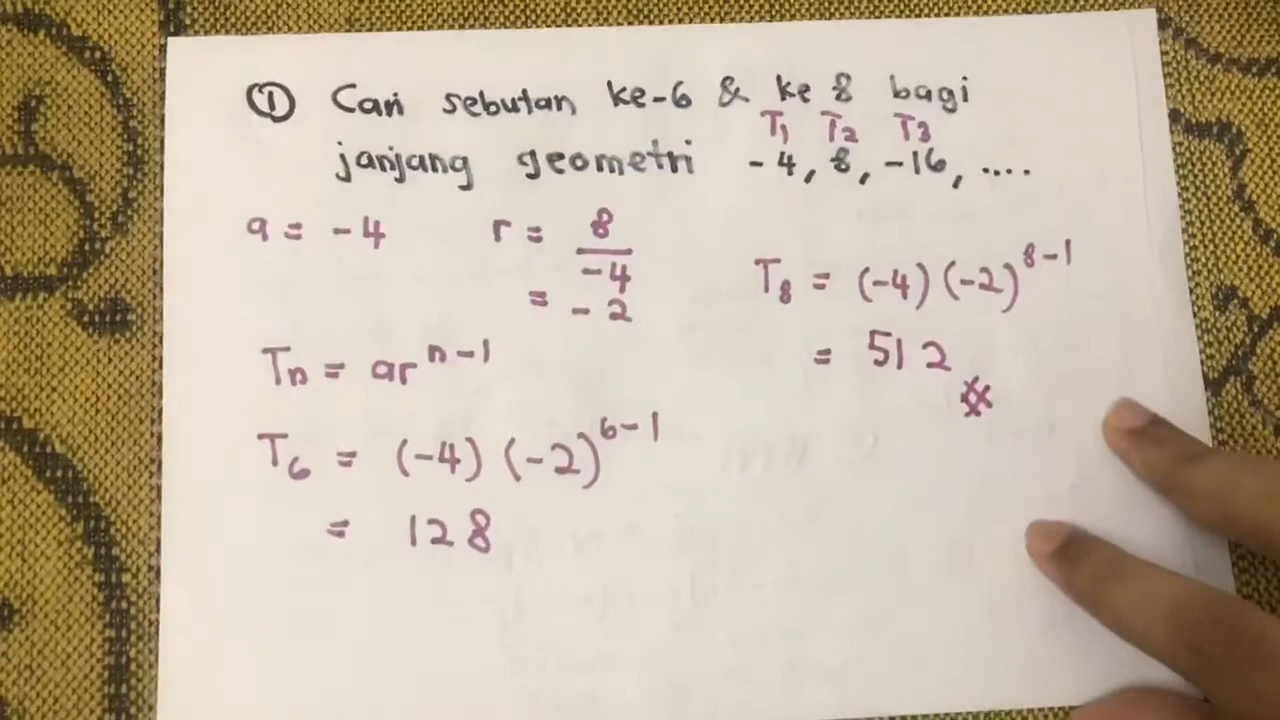 ① Cari sebutan ke-6 & ke 8 bagi
T₁ T₂ T₃
janjang geometri -4, 8, -16, ....
a = -4
r = 8/-4
= -2
Tn = ar^(n-1)
T₆ = (-4)(-2)^(6-1)
= 128
T₈ = (-4)(-2)^(8-1)
= 512